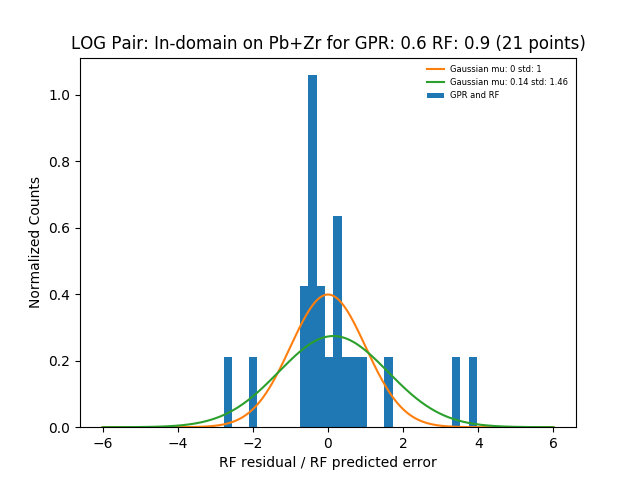 LOG Pair: In-domain on Pb+Zr for GPR: 0.6 RF: 0.9 (21 points)
Gaussian mu: 0 std: 1
Gaussian mu: 0.14 std: 1.46
GPR and RF
Normalized Counts
1.0
0.8
0.6
0.4
0.2
0.0
−6 −4 −2 0 2 4 6
RF residual / RF predicted error